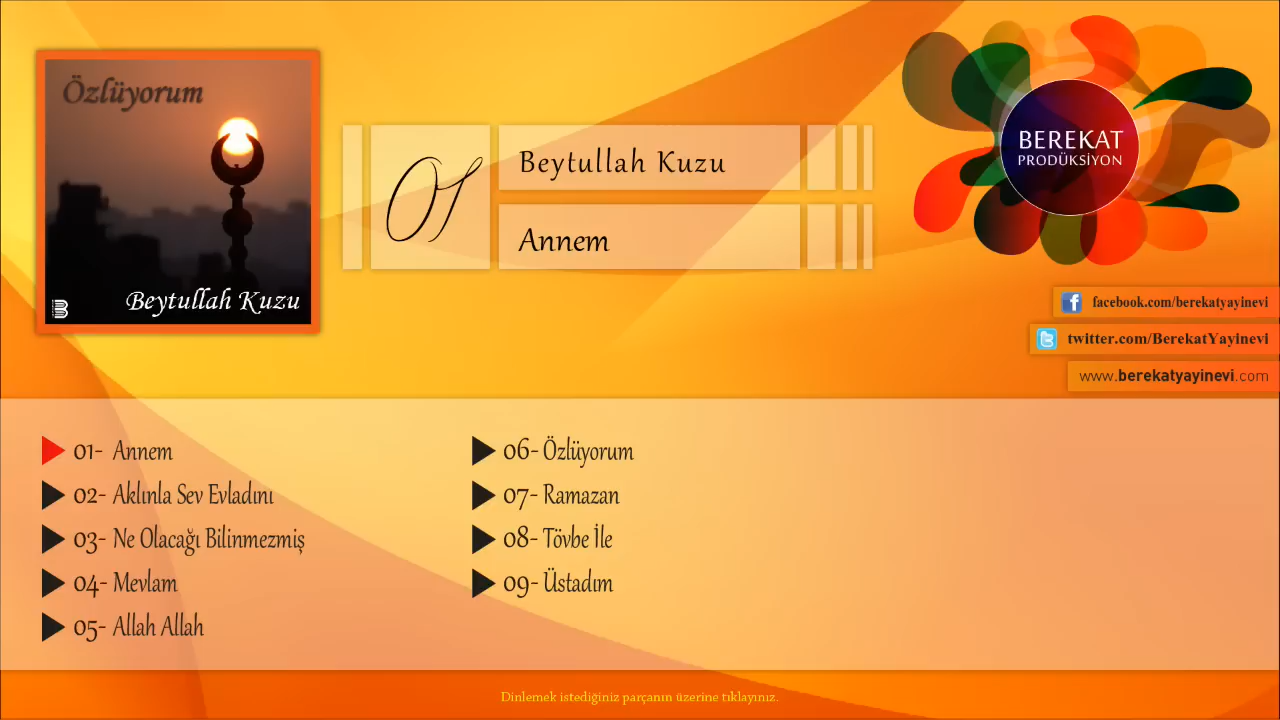 Özlüyorum
Beytullah Kuzu
01
Beytullah Kuzu
Annem
BEREKAT
PRODÜKSİYON
facebook.com/berekatyayinevi
twitter.com/BerekatYayinevi
www.berekatyayinevi.com
01- Annem
02- Aklınla Sev Evladını
03- Ne Olacağı Bilinmezmiş
04- Mevlam
05- Allah Allah
06- Özlüyorum
07- Ramazan
08- Tövbe İle
09- Üstadım
Dinlemek istediğiniz parçanın üzerine tıklayınız.